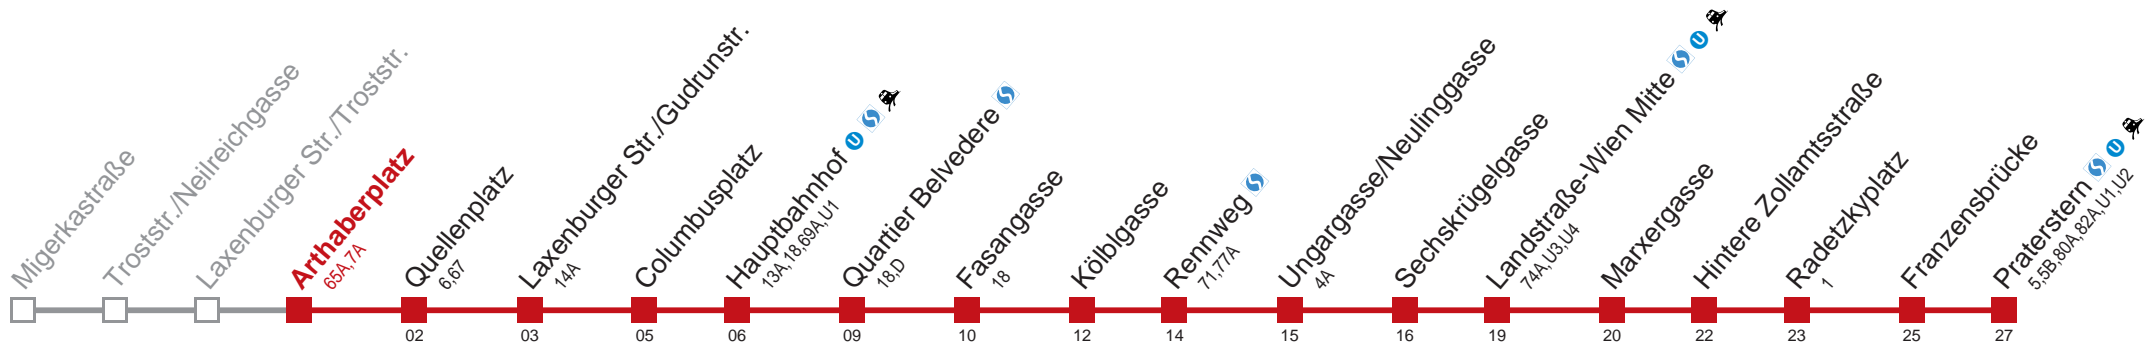 Migerkastraße
Troststr./Neilreichgasse
Laxenburger Str./Troststr.
Arthaberplatz
65A,7A
Quellenplatz
6,67
02
Laxenburger Str./Gudrunstr.
14A
03
Columbusplatz
05
Hauptbahnhof U S
13A,18,69A,U1
06
Quartier Belvedere S
18,D
09
Fasangasse
18
10
Kölblgasse
12
Rennweg S
71,77A
14
Ungargasse/Neulinggasse
4A
15
Sechskrügelgasse
16
Landstraße-Wien Mitte S U
74A,U3,U4
19
Marxergasse
20
Hintere Zollamtsstraße
22
Radetzkyplatz
1
23
Franzensbrücke
25
Praterstern S U
5,5B,80A,82A,U1,U2
27